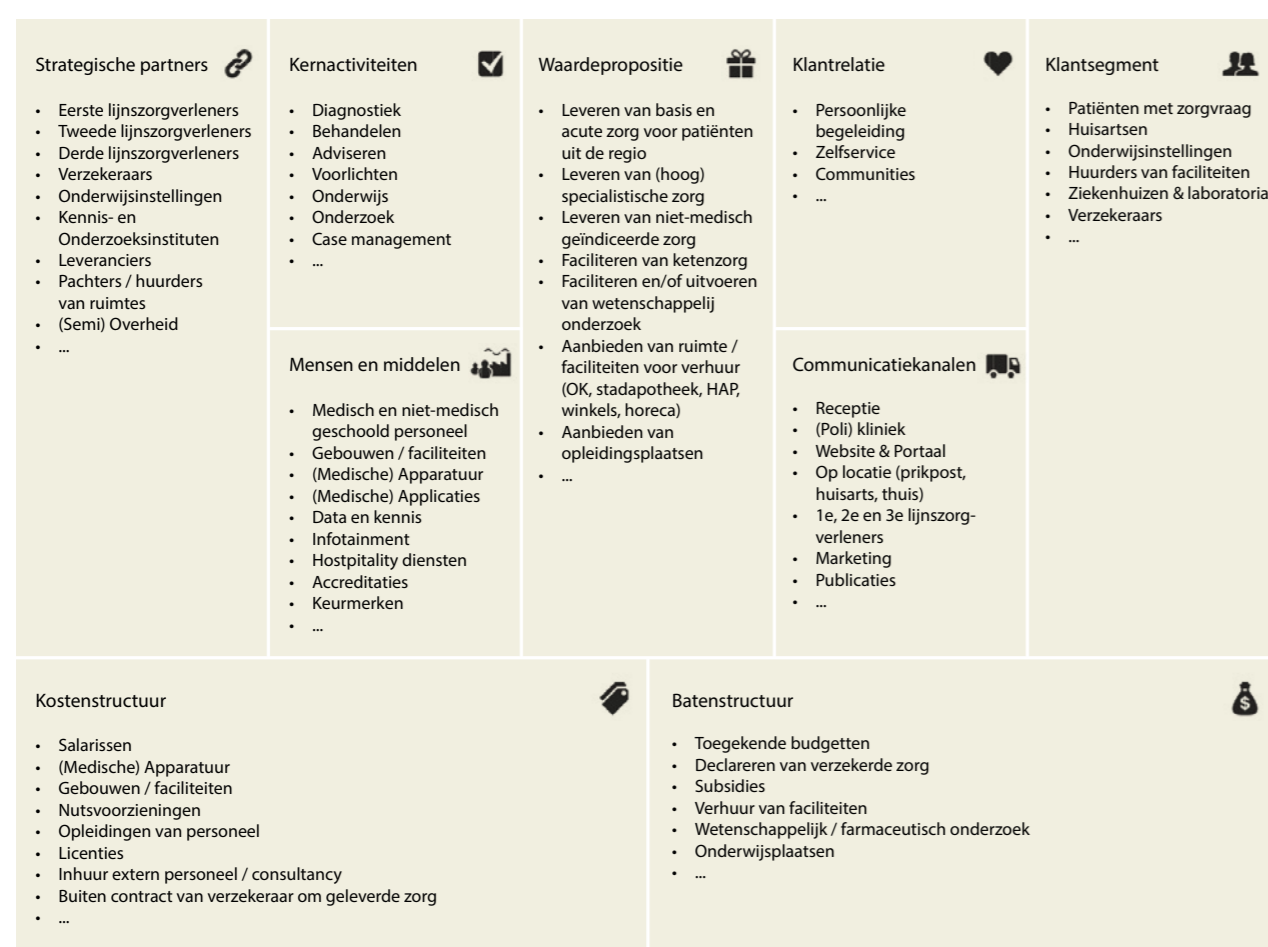 Strategische partners
• Eerste lijnszorgverleners
• Tweede lijnszorgverleners
• Derde lijnszorgverleners
• Verzekeraars
• Onderwijsinstellingen
• Kennis- en
Onderzoeksinstituten
• Leveranciers
• Pachters / huurders
van ruimtes
• (Semi) Overheid
• ...
Kernactiviteiten
• Diagnostiek
• Behandelen
• Adviseren
• Voorlichten
• Onderwijs
• Onderzoek
• Case management
• ...
Mensen en middelen
• Medisch en niet-medisch
geschoold personeel
• Gebouwen / faciliteiten
• (Medische) Apparatuur
• (Medische) Applicaties
• Data en kennis
• Infotainment
• Hostpitality diensten
• Accreditaties
• Keurmerken
• ...
Waardepropositie
• Leveren van basis en
acute zorg voor patiënten
uit de regio
• Leveren van (hoog)
specialistische zorg
• Leveren van niet-medisch
geïndiceerde zorg
• Faciliteren van ketenzorg
• Faciliteren en/of uitvoeren
van wetenschappelij
onderzoek
• Aanbieden van ruimte /
faciliteiten voor verhuur
(OK, stadapotheek, HAP,
winkels, horeca)
• Aanbieden van
opleidingsplaatsen
• ...
Klantrelatie
• Persoonlijke
begeleiding
• Zelfservice
• Communities
• ...
Communicatiekanalen
• Receptie
• (Poli) kliniek
• Website & Portaal
• Op locatie (prikpost,
huisarts, thuis)
• 1e, 2e en 3e lijnszorg-
verleners
• Marketing
• Publicaties
• ...
Klantsegment
• Patiënten met zorgvraag
• Huisartsen
• Onderwijsinstellingen
• Huurders van faciliteiten
• Ziekenhuizen & laboratoria
• Verzekeraars
• ...
Kostenstructuur
• Salarissen
• (Medische) Apparatuur
• Gebouwen / faciliteiten
• Nutsvoorzieningen
• Opleidingen van personeel
• Licenties
• Inhuur extern personeel / consultancy
• Buiten contract van verzekeraar om geleverde zorg
• ...
Batenstructuur
$
• Toegekende budgetten
• Declareren van verzekerde zorg
• Subsidies
• Verhuur van faciliteiten
• Wetenschappelijk / farmaceutisch onderzoek
• Onderwijsplaatsen
• ...